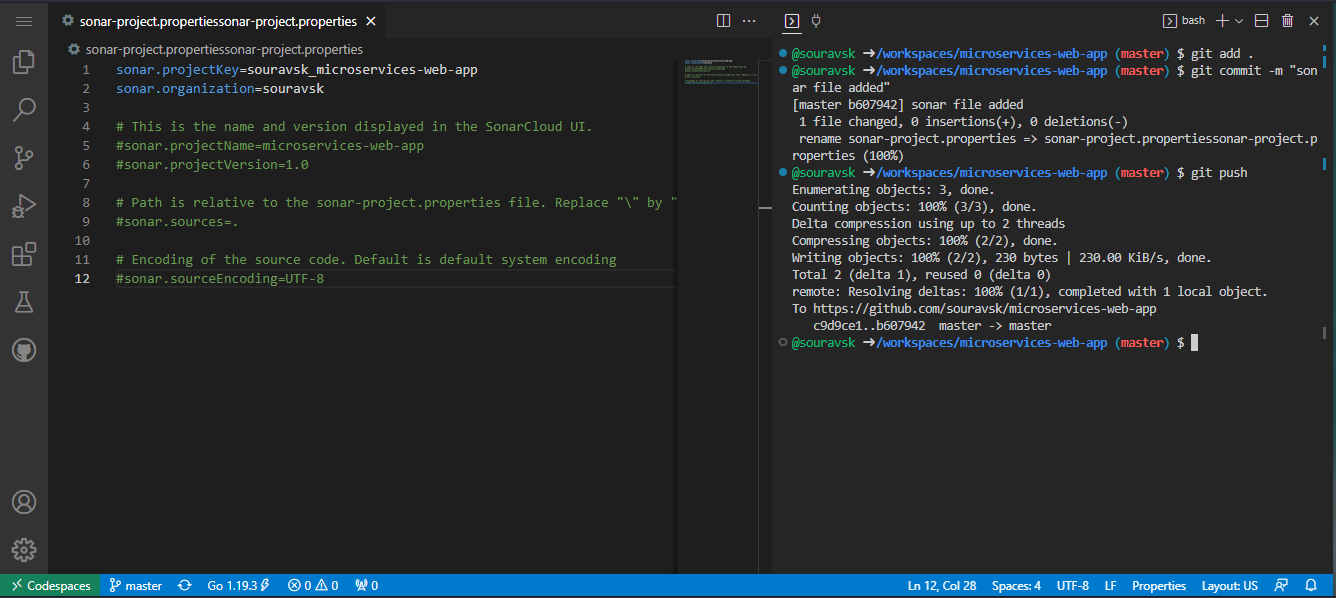 sonar-project.propertiessonar-project.properties
sonar-project.propertiessonar-project.properties
1 sonar.projectKey=souravsk_microservices-web-app
2 sonar.organization=souravsk
3
4 # This is the name and version displayed in the SonarCloud UI.
5 #sonar.projectName=microservices-web-app
6 #sonar.projectVersion=1.0
7
8 # Path is relative to the sonar-project.properties file. Replace "\" by "
9 #sonar.sources=.
10
11 # Encoding of the source code. Default is default system encoding
12 #sonar.sourceEncoding=UTF-8
bash
@souravsk ➜/workspaces/microservices-web-app (master) $ git add .
@souravsk ➜/workspaces/microservices-web-app (master) $ git commit -m "son
ar file added"
[master b607942] sonar file added
1 file changed, 0 insertions(+), 0 deletions(-)
rename sonar-project.properties => sonar-project.propertiessonar-project.p
roperties (100%)
@souravsk ➜/workspaces/microservices-web-app (master) $ git push
Enumerating objects: 3, done.
Counting objects: 100% (3/3), done.
Delta compression using up to 2 threads
Compressing objects: 100% (2/2), done.
Writing objects: 100% (2/2), 230 bytes | 230.00 KiB/s, done.
Total 2 (delta 1), reused 0 (delta 0)
remote: Resolving deltas: 100% (1/1), completed with 1 local object.
To https://github.com/souravsk/microservices-web-app
c9d9ce1..b607942 master -> master
@souravsk ➜/workspaces/microservices-web-app (master) $
Codespaces master Go 1.19.3 0 0 0 Ln 12, Col 28 Spaces: 4 UTF-8 LF Properties Layout: US